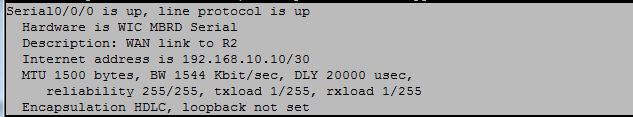 Serial0/0/0 is up, line protocol is up
Hardware is WIC MBRD Serial
Description: WAN link to R2
Internet address is 192.168.10.10/30
MTU 1500 bytes, BW 1544 Kbit/sec, DLY 20000 usec,
reliability 255/255, txload 1/255, rxload 1/255
Encapsulation HDLC, loopback not set